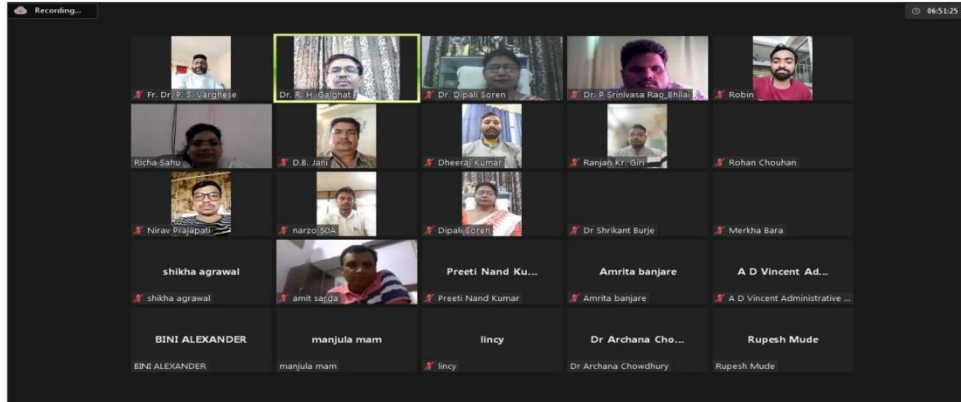 Recording...
06:51:25
Fr. Dr. P. S. Varghese
Dr. R. H. Gajghat
Dr. Dipali Soren
Dr. P Srinivasa Rao_Bhilai
Robin
Richa Sahu
D.B. Jani
Dheeraj Kumar
Ranjan Kr. Giri
Rohan Chouhan
Nirav Prajapati
narzo 50A
Dipali Soren
Dr Shrikant Burje
Merkha Bara
shikha agrawal
Preeti Nand Ku...
Amrita banjare
A D Vincent Ad...
shikha agrawal
amit sarda
Preeti Nand Kumar
Amrita banjare
A D Vincent Administrative ...
BINI ALEXANDER
manjula mam
lincy
Dr Archana Cho...
Rupesh Mude
BINI ALEXANDER
manjula mam
lincy
Dr Archana Chowdhury
Rupesh Mude